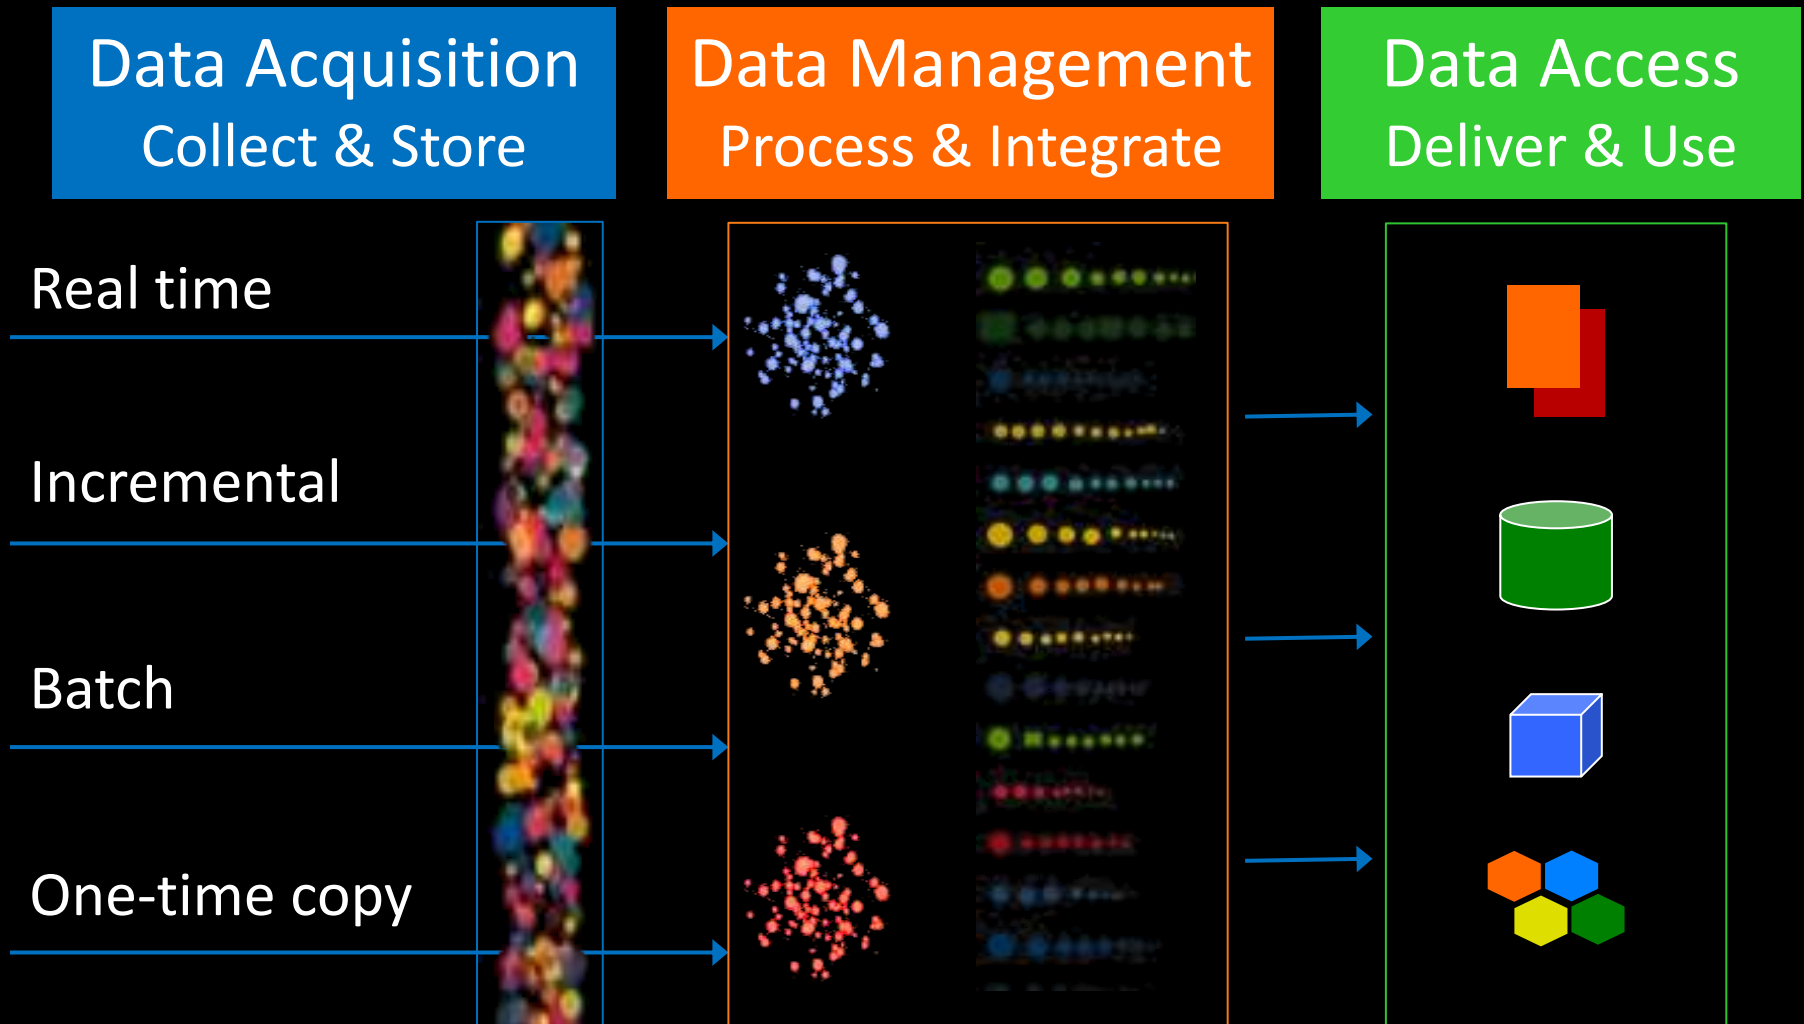 Data Acquisition
Collect & Store
Data Management
Process & Integrate
Data Access
Deliver & Use
Real time
Incremental
Batch
One-time copy